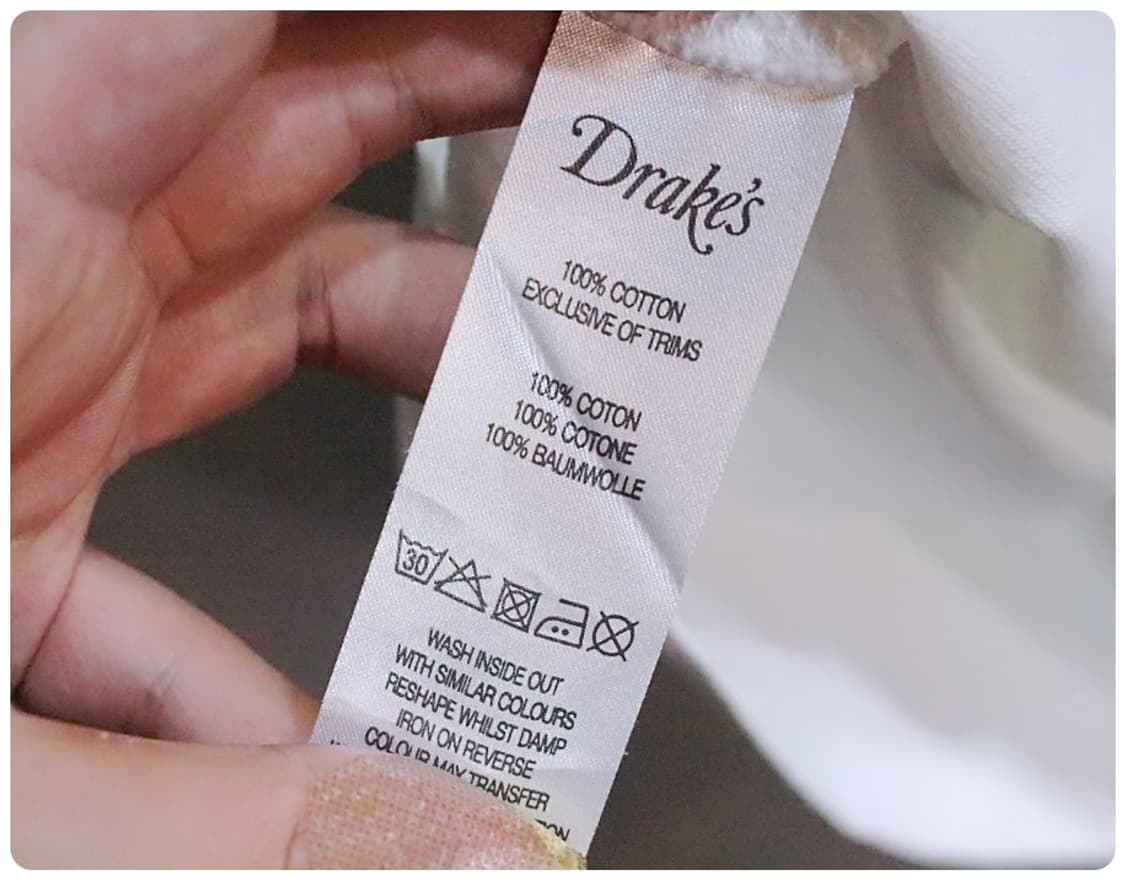 Drake's
100% COTTON
EXCLUSIVE OF TRIMS
100% COTON
100% COTONE
100% BAUMWOLLE
30
WASH INSIDE OUT
WITH SIMILAR COLOURS
RESHAPE WHILST DAMP
IRON ON REVERSE
COLOUR MAY TRANSFER